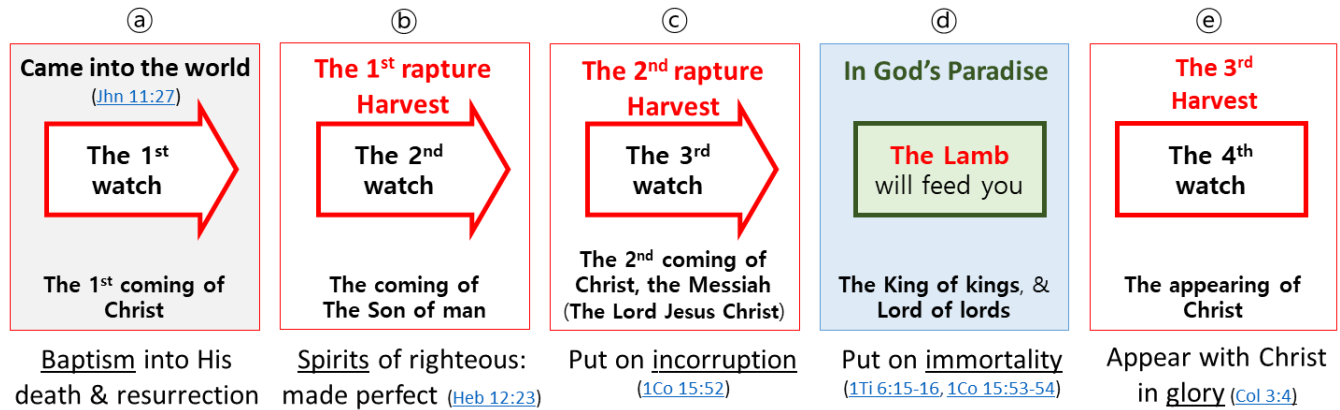 ⓐ
Came into the world
(Jhn 11:27)
The 1st
watch
The 1st coming of
Christ
Baptism into His
death & resurrection
ⓑ
The 1st rapture
Harvest
The 2nd
watch
The coming of
The Son of man
Spirits of righteous:
made perfect (Heb 12:23)
ⓒ
The 2nd rapture
Harvest
The 3rd
watch
The 2nd coming of
Christ, the Messiah
(The Lord Jesus Christ)
Put on incorruption
(1Co 15:52)
ⓓ
In God’s Paradise
The Lamb
will feed you
The King of kings, &
Lord of lords
Put on immortality
(1Ti 6:15-16, 1Co 15:53-54)
ⓔ
The 3rd
Harvest
The 4th
watch
The appearing of
Christ
Appear with Christ
in glory (Col 3:4)